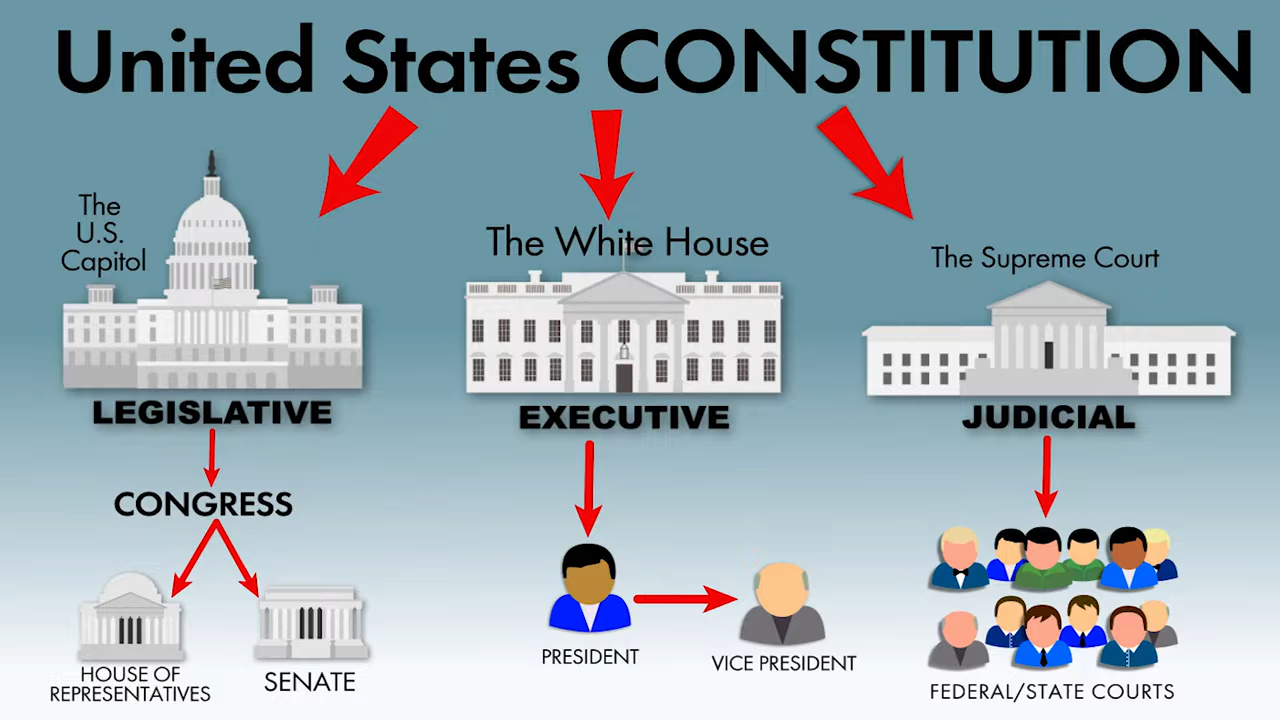 United States CONSTITUTION
The
U.S.
Capitol
The White House
The Supreme Court
LEGISLATIVE
EXECUTIVE
JUDICIAL
CONGRESS
HOUSE OF
REPRESENTATIVES
SENATE
PRESIDENT
VICE PRESIDENT
FEDERAL/STATE COURTS